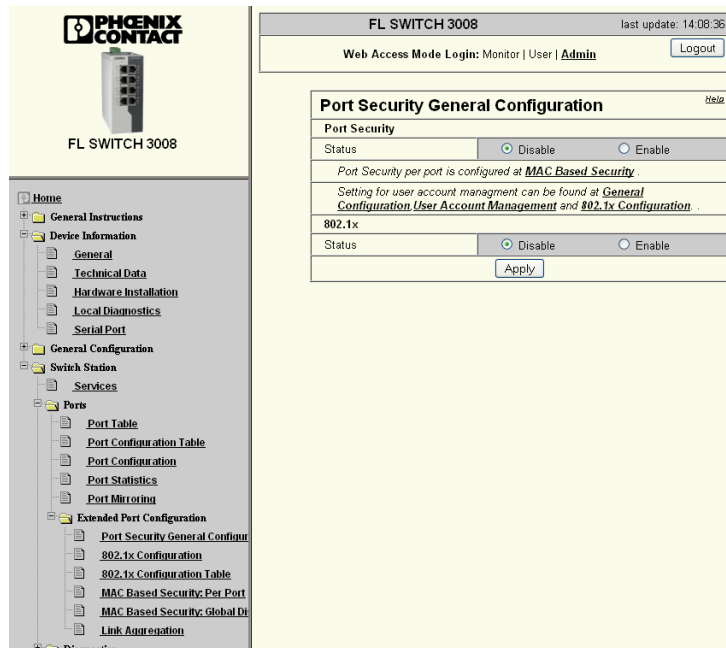 PHŒNIX
CONTACT
FL SWITCH 3008
Home
General Instructions
Device Information
General
Technical Data
Hardware Installation
Local Diagnostics
Serial Port
General Configuration
Switch Station
Services
Ports
Port Table
Port Configuration Table
Port Configuration
Port Statistics
Port Mirroring
Extended Port Configuration
Port Security General Configur
802.1x Configuration
802.1x Configuration Table
MAC Based Security: Per Port
MAC Based Security: Global Di
Link Aggregation
FL SWITCH 3008 last update: 14:08:36
Web Access Mode Login: Monitor | User | Admin Logout
Port Security General Configuration Help
Port Security
Status Disable Enable
Port Security per port is configured at MAC Based Security .
Setting for user account managment can be found at General
Configuration,User Account Management and 802.1x Configuration. .
802.1x
Status Disable Enable
Apply